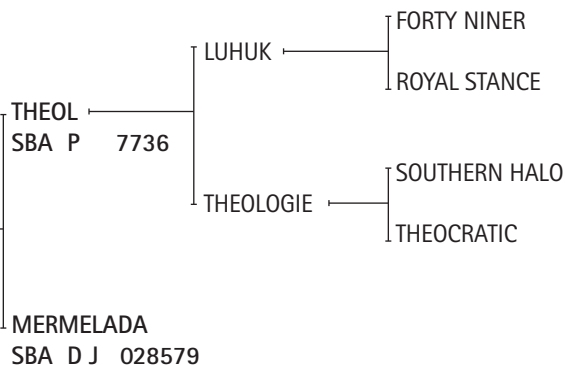 FORTY NINER
LUHUK
ROYAL STANCE
THEOL
SBA P 7736
SOUTHERN HALO
THEOLOGIE
THEOCRATIC
MERMELADA
SBA D J 028579